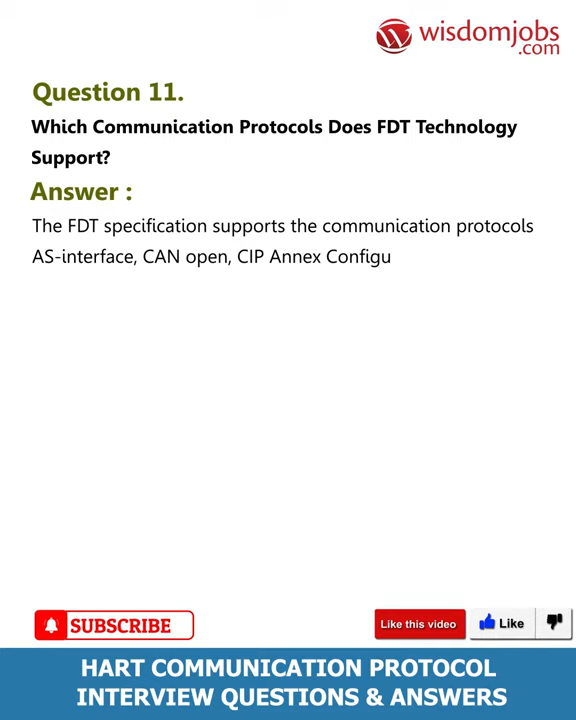 wisdomjobs
.com
Question 11.
Which Communication Protocols Does FDT Technology
Support?
Answer :
The FDT specification supports the communication protocols
AS-interface, CAN open, CIP Annex Configu
SUBSCRIBE
Like this video
Like
HART COMMUNICATION PROTOCOL
INTERVIEW QUESTIONS & ANSWERS